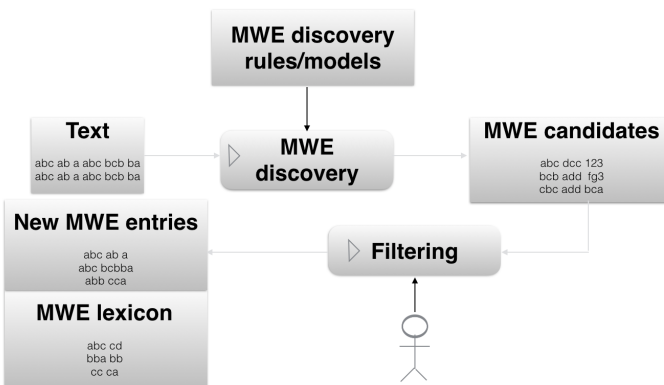 MWE discovery
rules/models
Text
abc ab a abc bcb ba
abc ab a abc bcb ba
MWE
discovery
MWE candidates
abc dcc 123
bcb add fg3
cbc add bca
New MWE entries
abc ab a
abc bcbba
abb cca
Filtering
MWE lexicon
abc cd
bba bb
cc ca